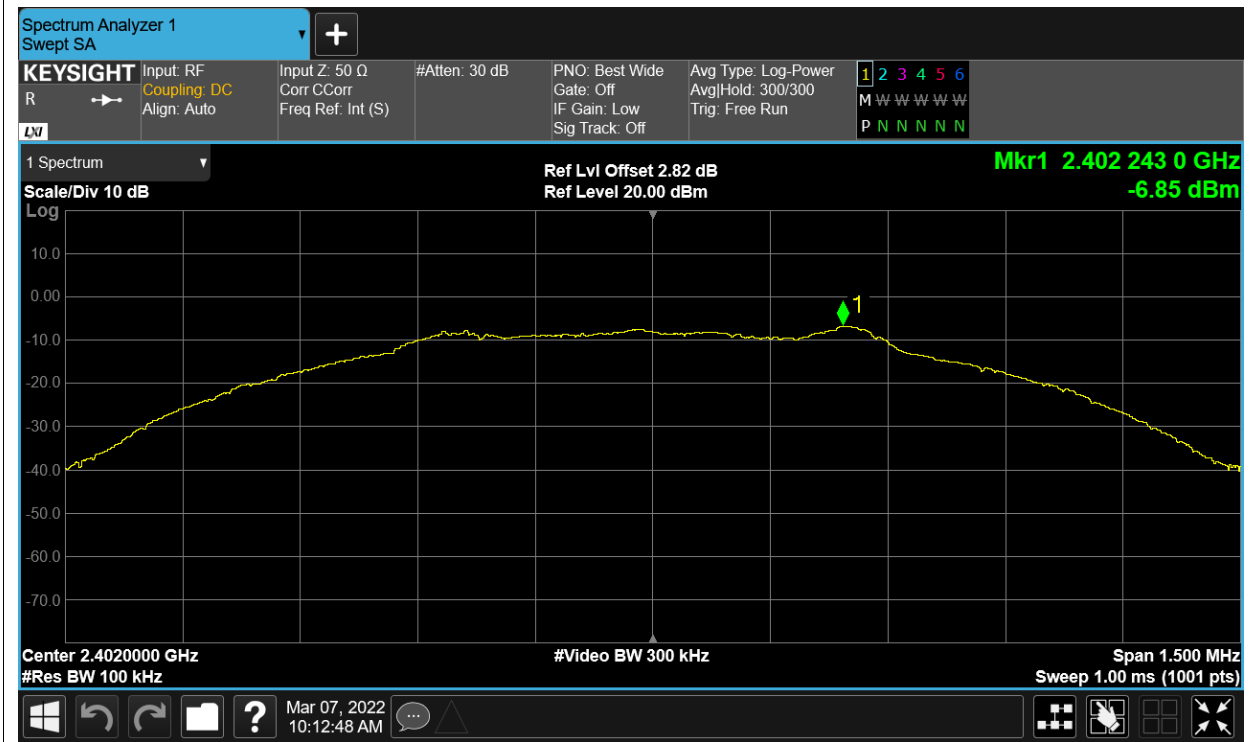 Spectrum Analyzer 1
Swept SA
+
KEYSIGHT
R
LXI
Input: RF
Coupling: DC
Align: Auto
Input Z: 50 Ω
Corr CCorr
Freq Ref: Int (S)
#Atten: 30 dB
PNO: Best Wide
Gate: Off
IF Gain: Low
Sig Track: Off
Avg Type: Log-Power
Avg|Hold: 300/300
Trig: Free Run
1 2 3 4 5 6
M W W W W W
P N N N N N
1 Spectrum
Scale/Div 10 dB
Log
Ref Lvl Offset 2.82 dB
Ref Level 20.00 dBm
Mkr1 2.402 243 0 GHz
-6.85 dBm
10.0
0.00
-10.0
-20.0
-30.0
-40.0
-50.0
-60.0
-70.0
1
Center 2.4020000 GHz
#Res BW 100 kHz
#Video BW 300 kHz
Span 1.500 MHz
Sweep 1.00 ms (1001 pts)
?
Mar 07, 2022
10:12:48 AM